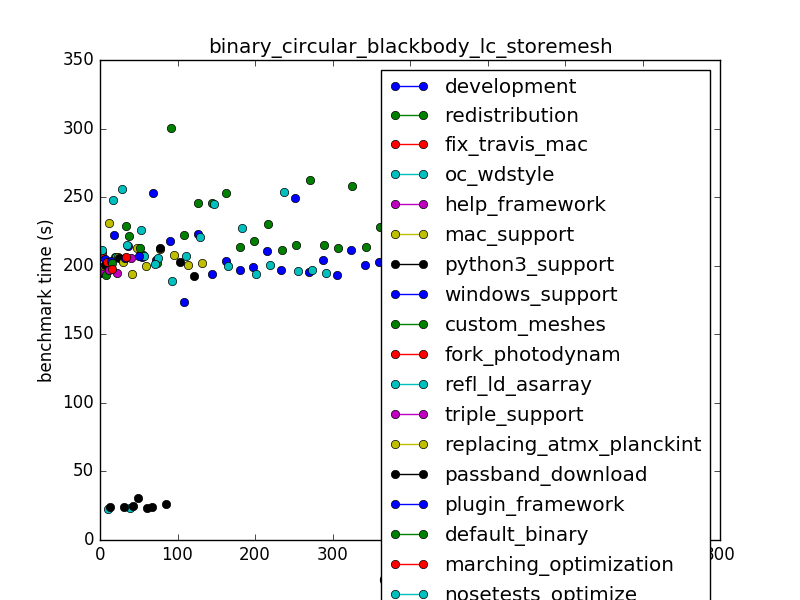 binary_circular_blackbody_lc_storemesh
350
300
250
200
150
100
50
0
benchmark time (s)
0
100
200
300
development
redistribution
fix_travis_mac
oc_wdstyle
help_framework
mac_support
python3_support
windows_support
custom_meshes
fork_photodynam
refl_ld_asarray
triple_support
replacing_atmx_planckint
passband_download
plugin_framework
default_binary
marching_optimization
nosetests_optimize